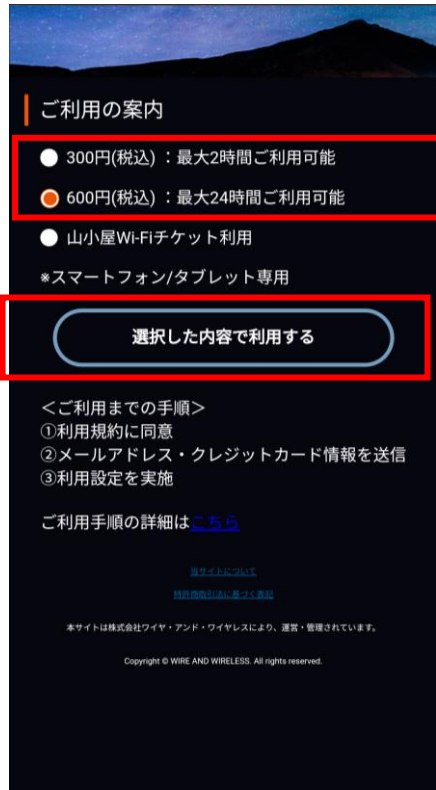 ご利用の案内
300円(税込) ：最大2時間ご利用可能
600円(税込) ：最大24時間ご利用可能
山小屋Wi-Fiチケット利用
※スマートフォン/タブレット専用
選択した内容で利用する
＜ご利用までの手順＞
①利用規約に同意
②メールアドレス・クレジットカード情報を送信
③利用設定を実施
ご利用手順の詳細はこちら
当サイトについて
特許商取引法に基づく表記
本サイトは株式会社ワイヤ・アンド・ワイヤレスにより、運営・管理されています。
Copyright © WIRE AND WIRELESS. All rights reserved.